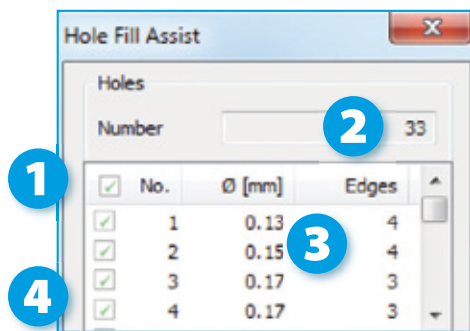 Hole Fill Assist
Holes
Number 2 33
1
No. Ø [mm] Edges
1 0.13 4
2 0.15 3 4
3 0.17 3
4 4 0.17 3